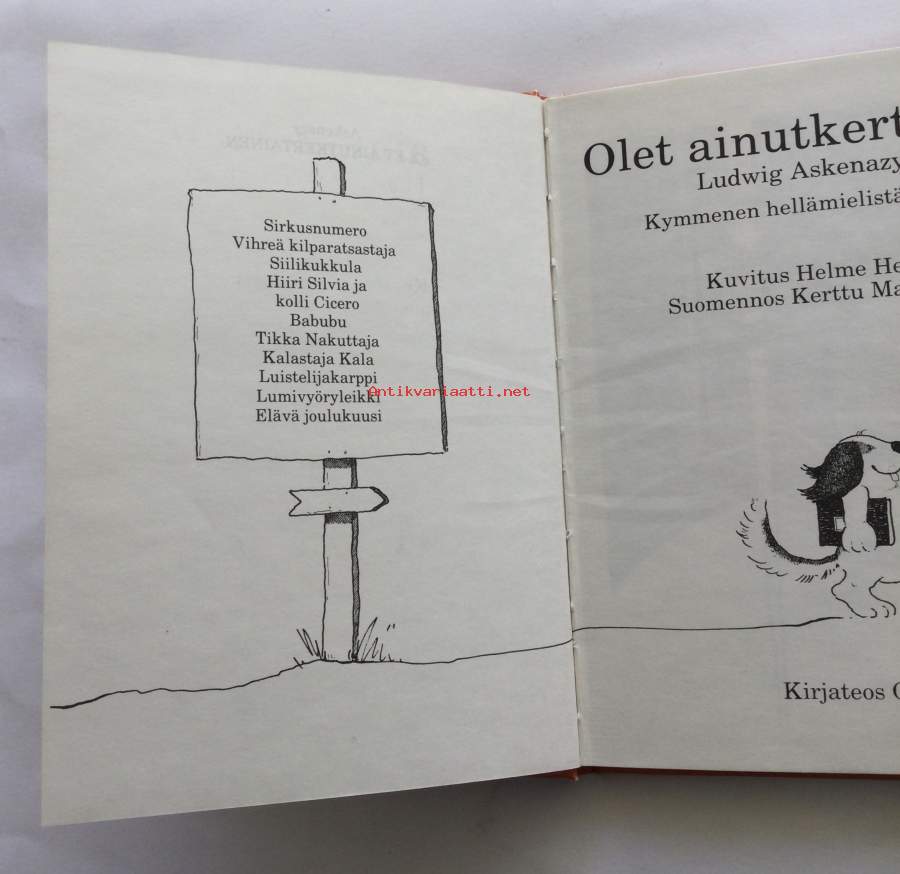 Sirkusnumero
Vihreä kilparatsastaja
Siilikukkula
Hiiri Silvia ja
kolli Cicero
Babubu
Tikka Nakuttaja
Kalastaja Kala
Luistelijakarppi
Lumivyöryleikki
Elävä joulukuusi
Antikvariaatti.net
Olet ainutkert
Ludwig Askenazy
Kymmenen hellämielistä
Kuvitus Helme He
Suomennos Kerttu Ma
Kirjateos